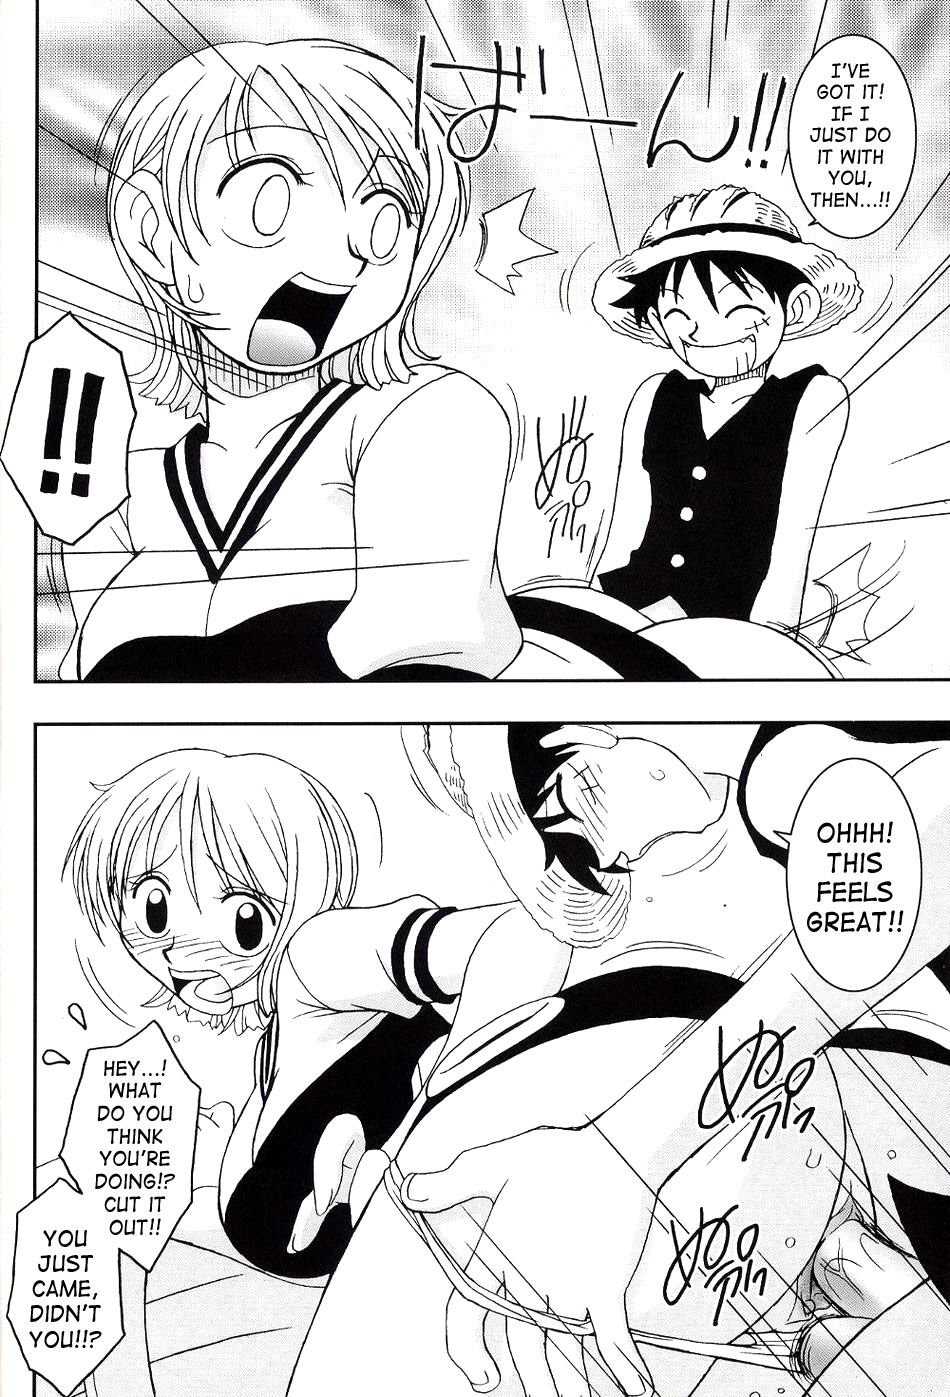 I'VE
GOT IT!
IF I
JUST DO
IT WITH
YOU,
THEN...!!
ばーん!!
!!
OHHH!
THIS
FEELS
GREAT!!
HEY...!
WHAT
DO YOU
THINK
YOU'RE
DOING!?
CUT IT
OUT!!
YOU
JUST
CAME,
DIDN'T
YOU!!?